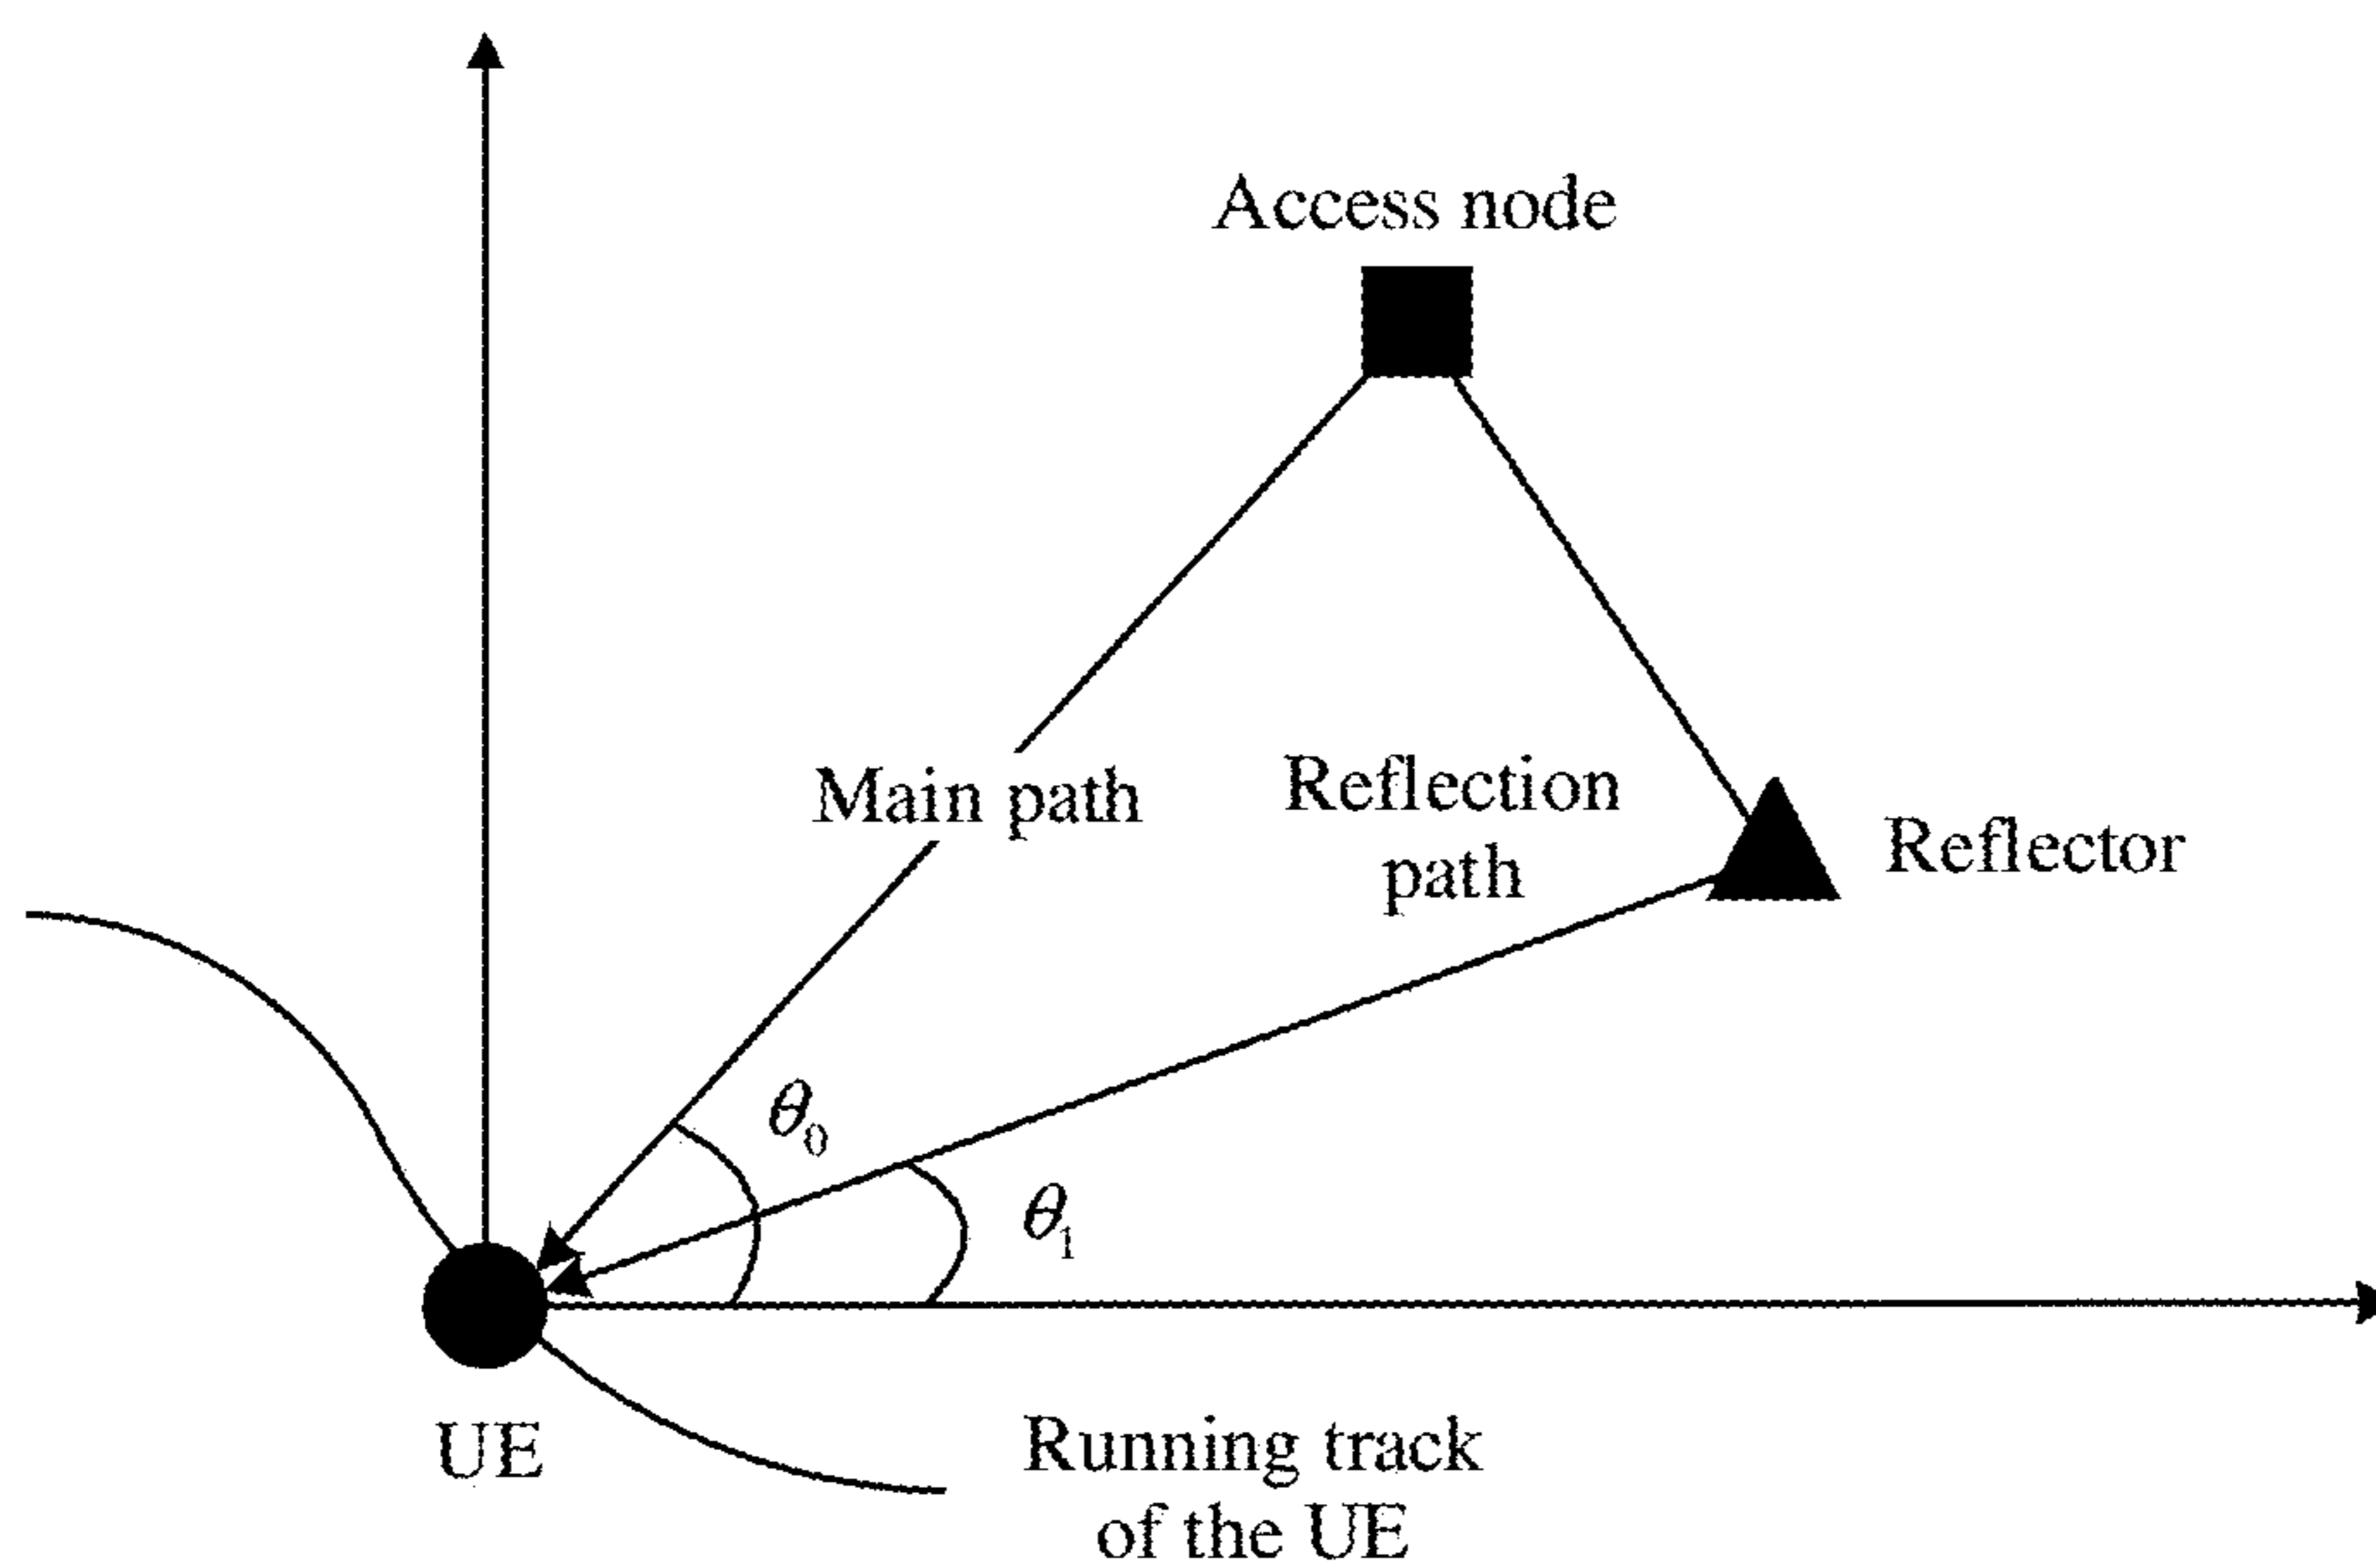 Access node
Main path
Reflection
path
Reflector
θ₀
θ₁
UE
Running track
of the UE